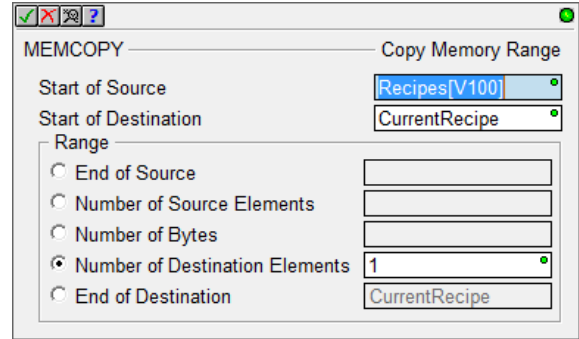 ?
MEMCOPY Copy Memory Range
Start of Source Recipes[V100]
Start of Destination CurrentRecipe
Range
End of Source
Number of Source Elements
Number of Bytes
Number of Destination Elements 1
End of Destination CurrentRecipe